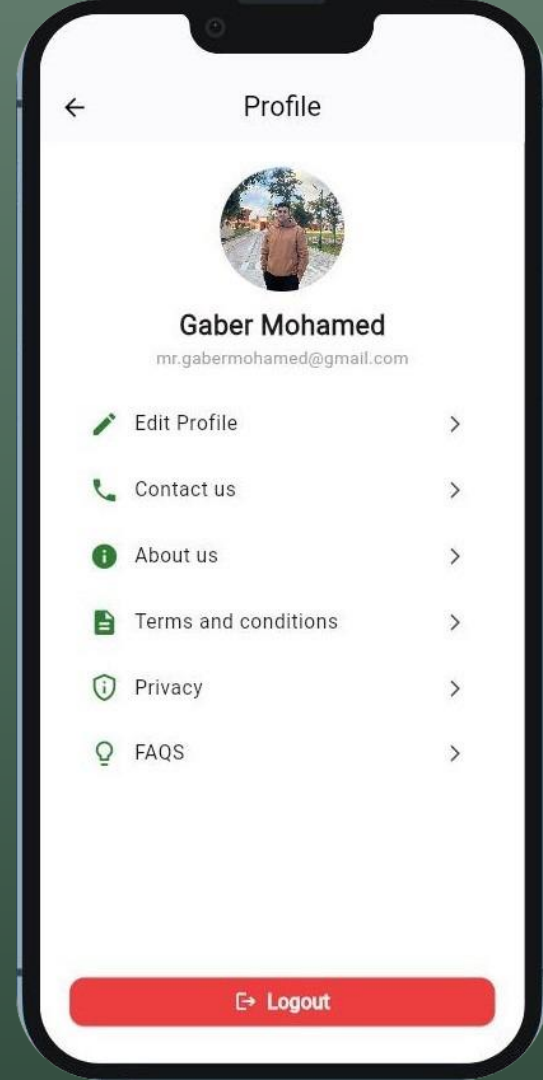 Profile
Gaber Mohamed
mr.gabermohamed@gmail.com
Edit Profile
Contact us
About us
Terms and conditions
Privacy
FAQS
Logout